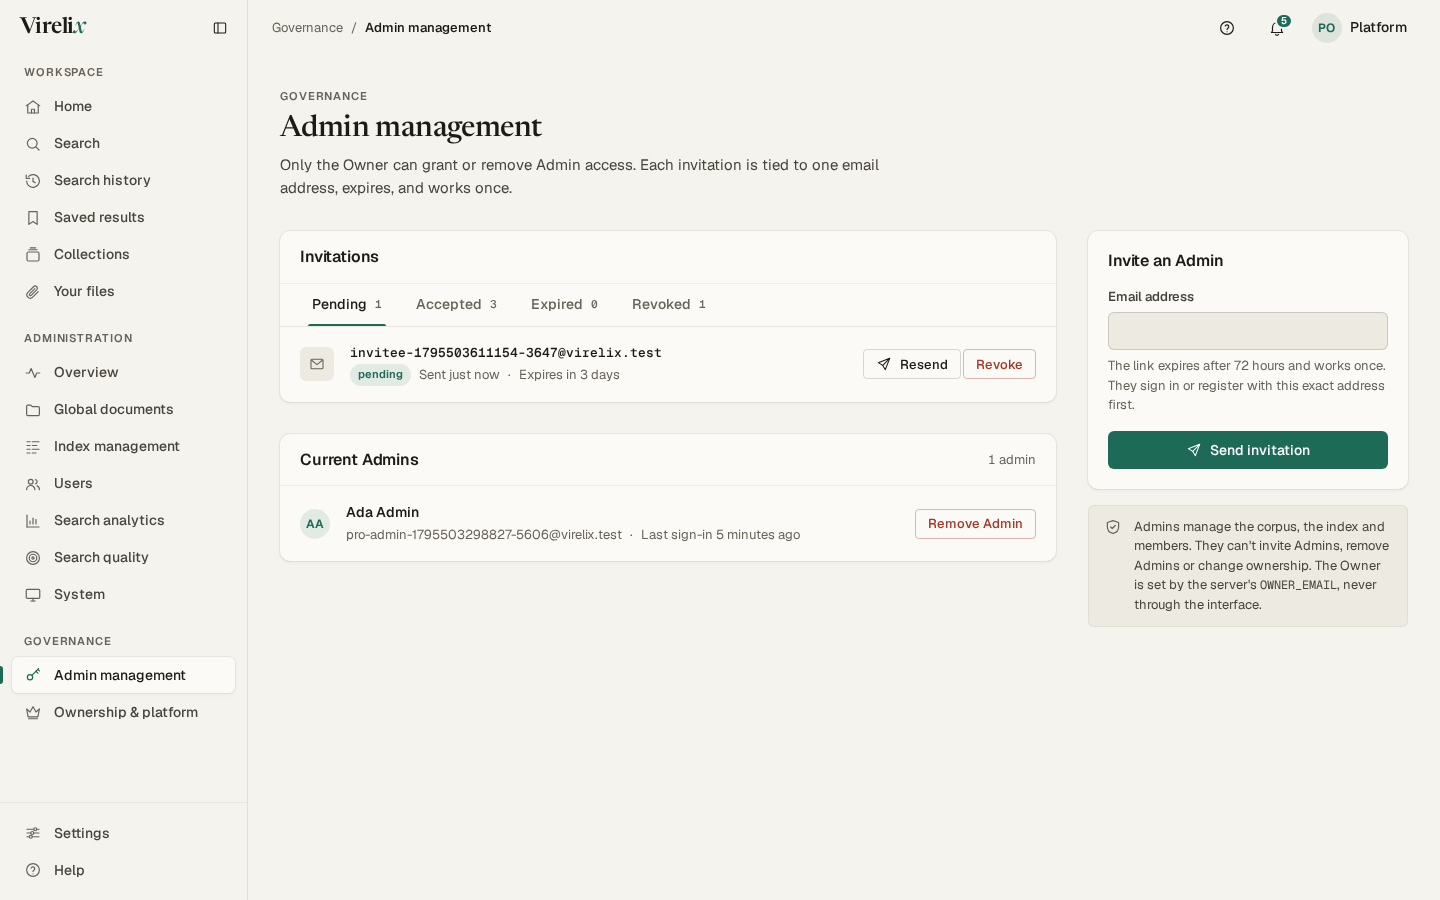 Virelix
Governance / Admin management
5
PO Platform
WORKSPACE
Home
Search
Search history
Saved results
Collections
Your files
ADMINISTRATION
Overview
Global documents
Index management
Users
Search analytics
Search quality
System
GOVERNANCE
Admin management
Ownership & platform
Settings
Help
GOVERNANCE
Admin management
Only the Owner can grant or remove Admin access. Each invitation is tied to one email
address, expires, and works once.
Invitations
Pending 1 Accepted 3 Expired 0 Revoked 1
invitee-1795503611154-3647@virelix.test
pending Sent just now · Expires in 3 days
Resend Revoke
Current Admins 1 admin
AA
Ada Admin
pro-admin-1795503298827-5606@virelix.test · Last sign-in 5 minutes ago
Remove Admin
Invite an Admin
Email address
The link expires after 72 hours and works once.
They sign in or register with this exact address
first.
Send invitation
Admins manage the corpus, the index and
members. They can't invite Admins, remove
Admins or change ownership. The Owner
is set by the server's OWNER_EMAIL, never
through the interface.